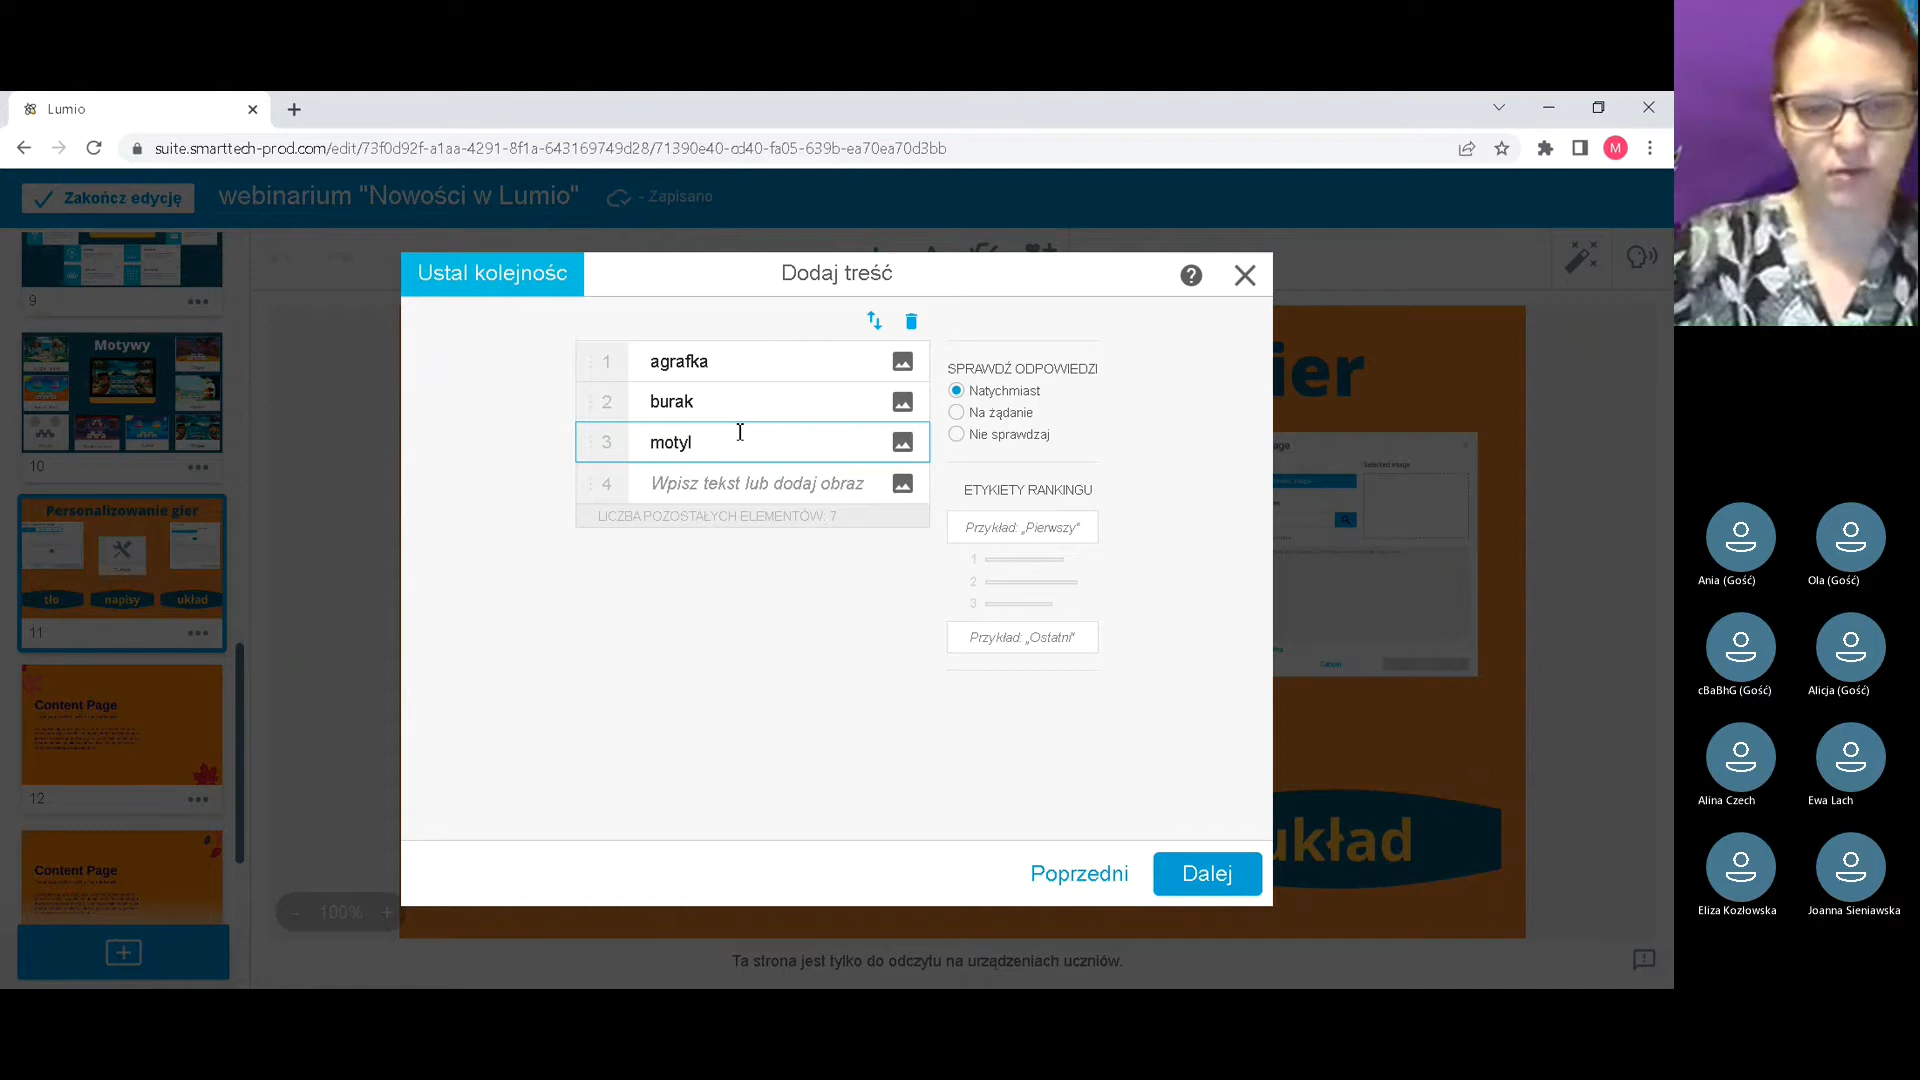 Lumio
suite.smarttech-prod.com/edit/73f0d92f-a1aa-4291-8f1a-643169749d28/71390e40-cd40-fa05-639b-ea70ea70d3bb
M
Zakończ edycję
webinarium "Nowości w Lumio"
- Zapisano
9
Motywy
10
Personalizowanie gier
tło
napisy
układ
11
Content Page
12
Content Page
Ustal kolejnośc
Dodaj treść
1 agrafka
2 burak
3 motyl
4 Wpisz tekst lub dodaj obraz
LICZBA POZOSTAŁYCH ELEMENTÓW: 7
SPRAWDŹ ODPOWIEDZI
Natychmiast
Na żądanie
Nie sprawdzaj
ETYKIETY RANKINGU
Przykład: „Pierwszy“
1
2
3
Przykład: „Ostatni“
Poprzedni
Dalej
ier
age
Selected image
Cancel
układ
- 100% +
Ta strona jest tylko do odczytu na urządzeniach uczniów.
Ania (Gość)
Ola (Gość)
cBaBhG (Gość)
Alicja (Gość)
Alina Czech
Ewa Lach
Eliza Kozłowska
Joanna Sieniawska